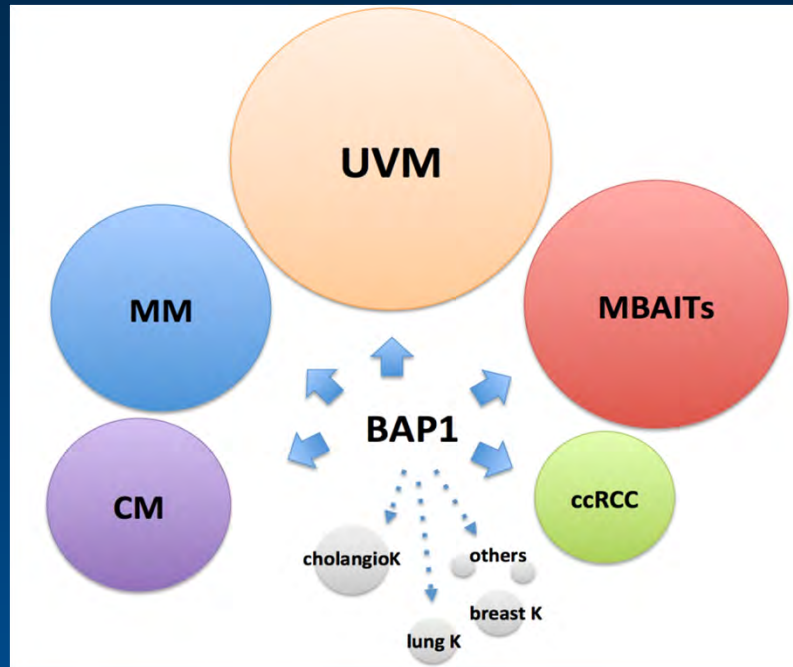 UVM
MM
MBAITs
BAP1
CM
ccRCC
cholangioK
others
breast K
lung K